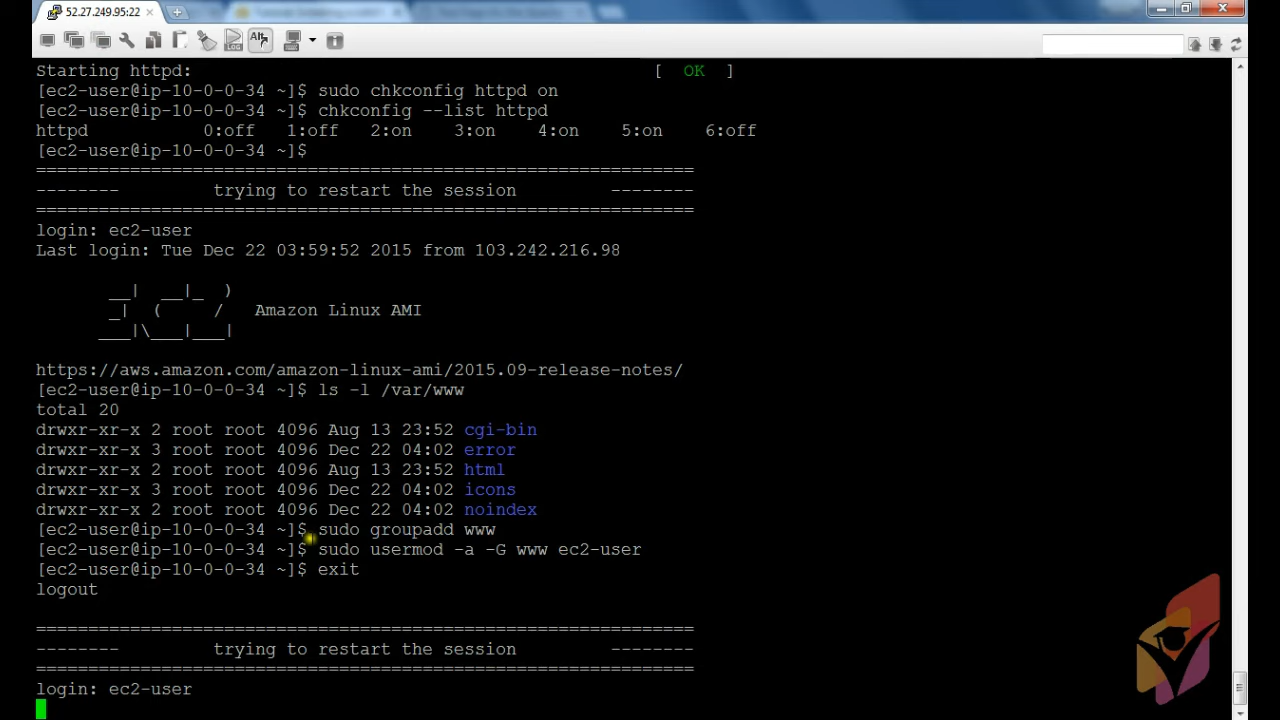 52.27.249.95:22
LOG
Alt
Starting httpd: [ OK ]
[ec2-user@ip-10-0-0-34 ~]$ sudo chkconfig httpd on
[ec2-user@ip-10-0-0-34 ~]$ chkconfig --list httpd
httpd 0:off 1:off 2:on 3:on 4:on 5:on 6:off
[ec2-user@ip-10-0-0-34 ~]$
================================================================
-------- trying to restart the session --------
================================================================
login: ec2-user
Last login: Tue Dec 22 03:59:52 2015 from 103.242.216.98
__| __|_ )
_| ( / Amazon Linux AMI
___|\___|___|
https://aws.amazon.com/amazon-linux-ami/2015.09-release-notes/
[ec2-user@ip-10-0-0-34 ~]$ ls -l /var/www
total 20
drwxr-xr-x 2 root root 4096 Aug 13 23:52 cgi-bin
drwxr-xr-x 3 root root 4096 Dec 22 04:02 error
drwxr-xr-x 2 root root 4096 Aug 13 23:52 html
drwxr-xr-x 3 root root 4096 Dec 22 04:02 icons
drwxr-xr-x 2 root root 4096 Dec 22 04:02 noindex
[ec2-user@ip-10-0-0-34 ~]$ sudo groupadd www
[ec2-user@ip-10-0-0-34 ~]$ sudo usermod -a -G www ec2-user
[ec2-user@ip-10-0-0-34 ~]$ exit
logout
================================================================
-------- trying to restart the session --------
================================================================
login: ec2-user